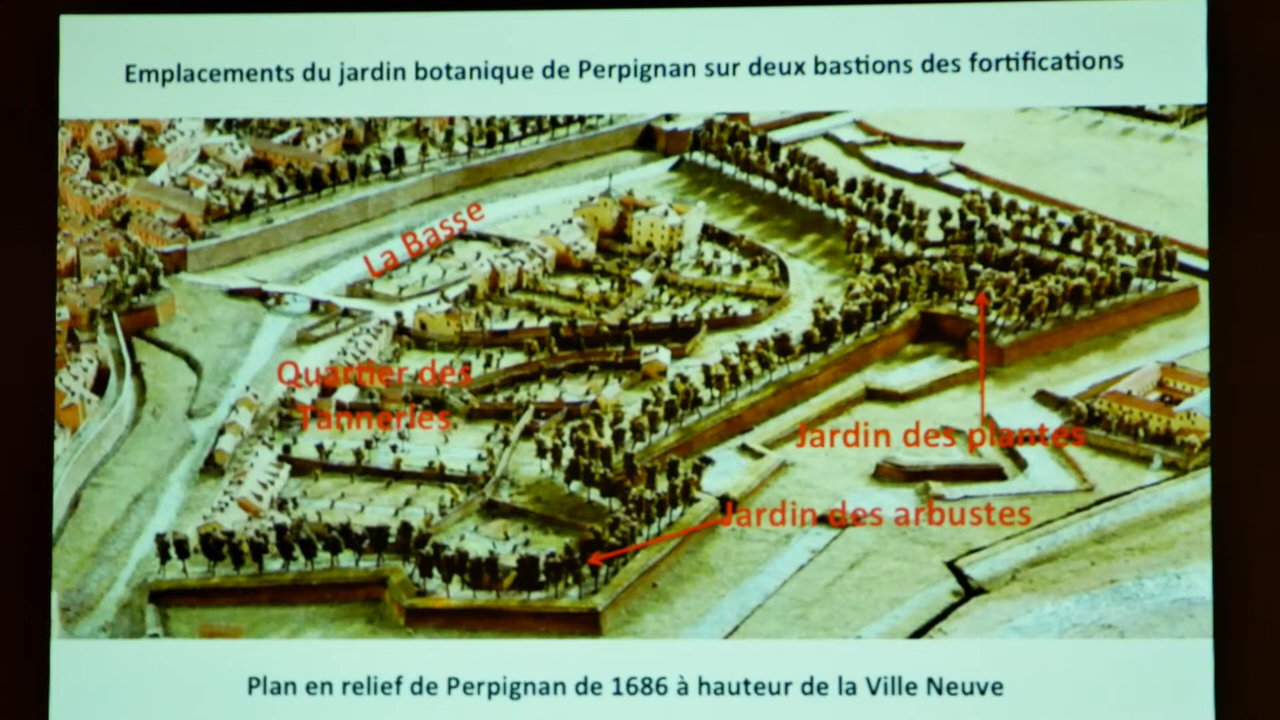 Emplacements du jardin botanique de Perpignan sur deux bastions des fortifications
La Basse
Quartier des
Tanneries
Jardin des plantes
Jardin des arbustes
Plan en relief de Perpignan de 1686 à hauteur de la Ville Neuve